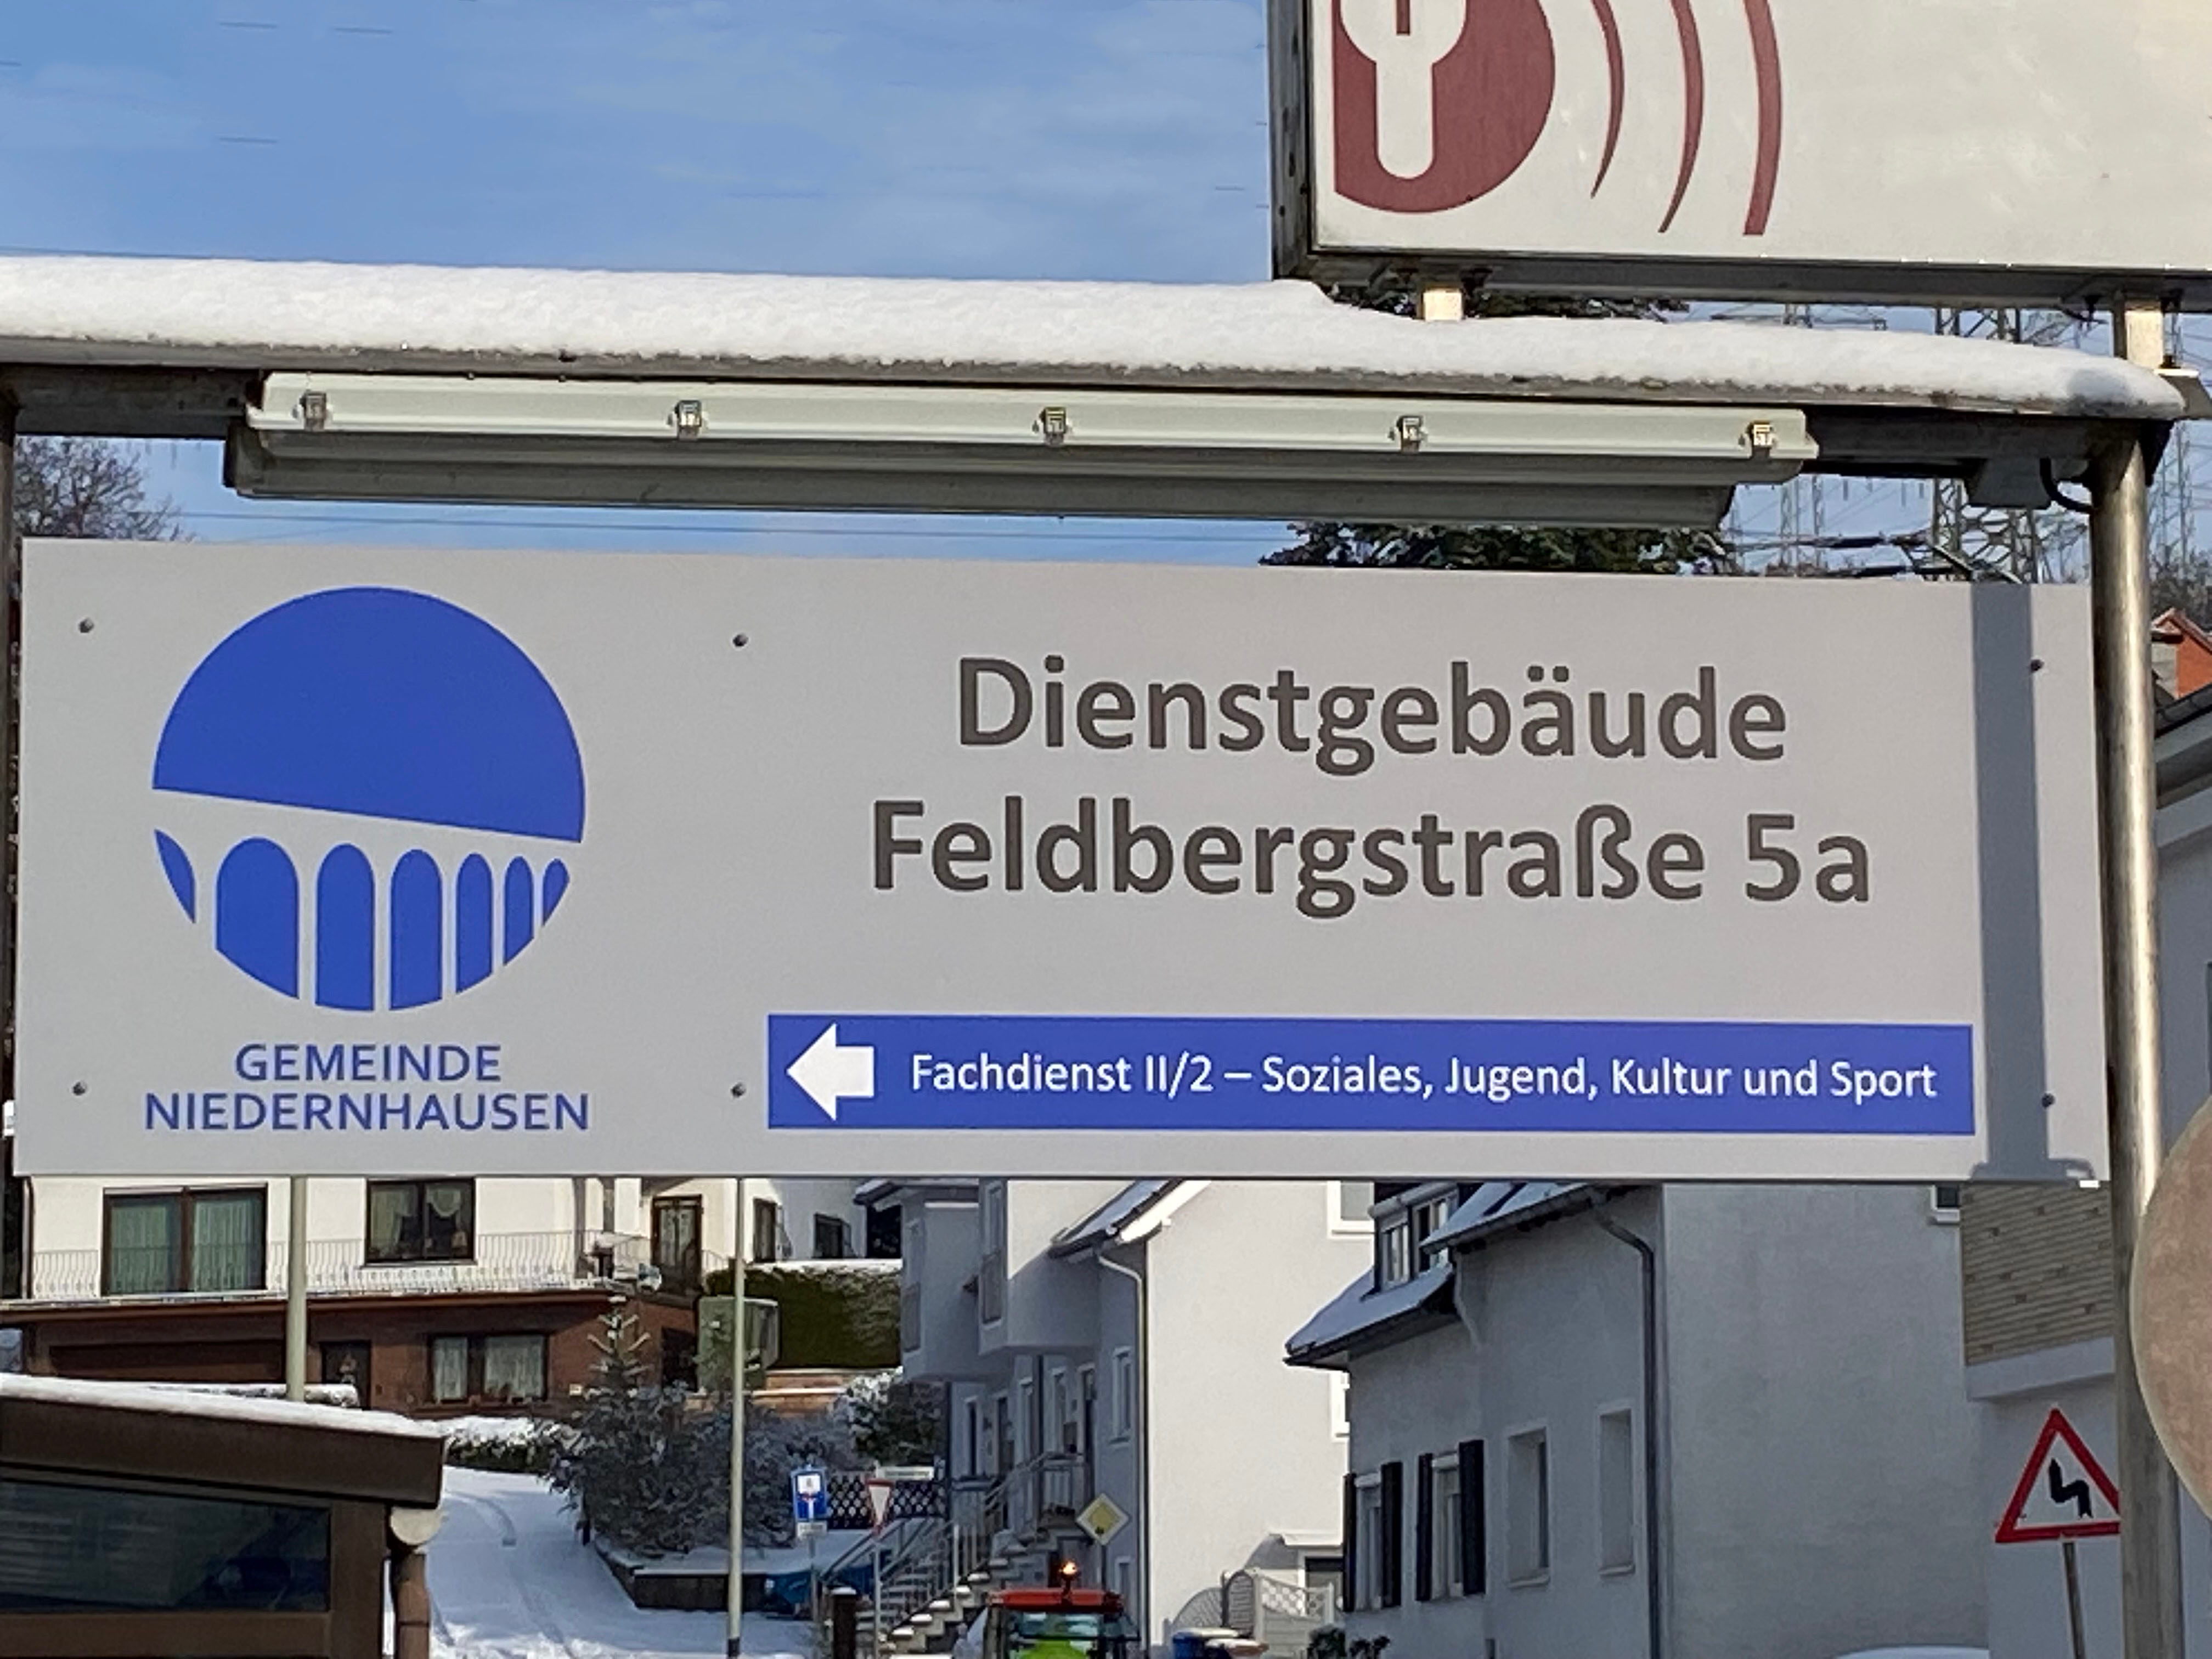 Dienstgebäude
Feldbergstraße 5a
GEMEINDE
NIEDERNHAUSEN
Fachdienst II/2 – Soziales, Jugend, Kultur und Sport